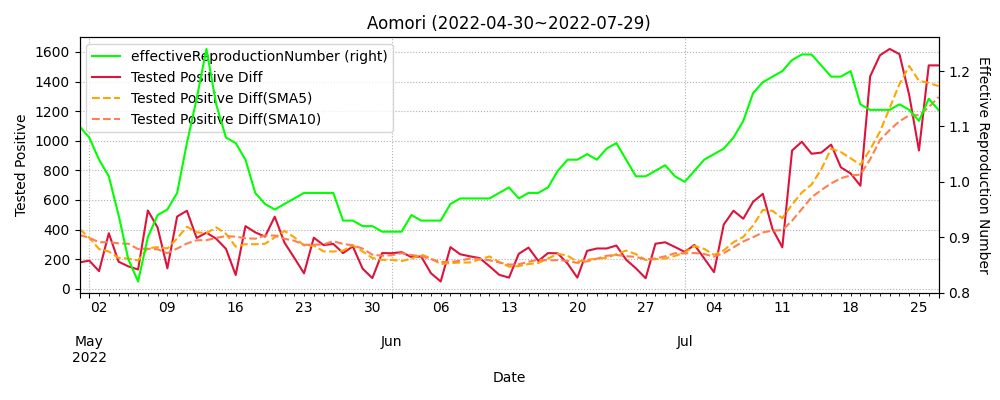 Aomori (2022-04-30~2022-07-29)
effectiveReproductionNumber (right)
Tested Positive Diff
Tested Positive Diff(SMA5)
Tested Positive Diff(SMA10)
Tested Positive
1600
1400
1200
1000
800
600
400
200
0
Effective Reproduction Number
1.2
1.1
1.0
0.9
0.8
02 09 16 23 30 06 13 20 27 04 11 18 25
May Jun Jul
2022
Date